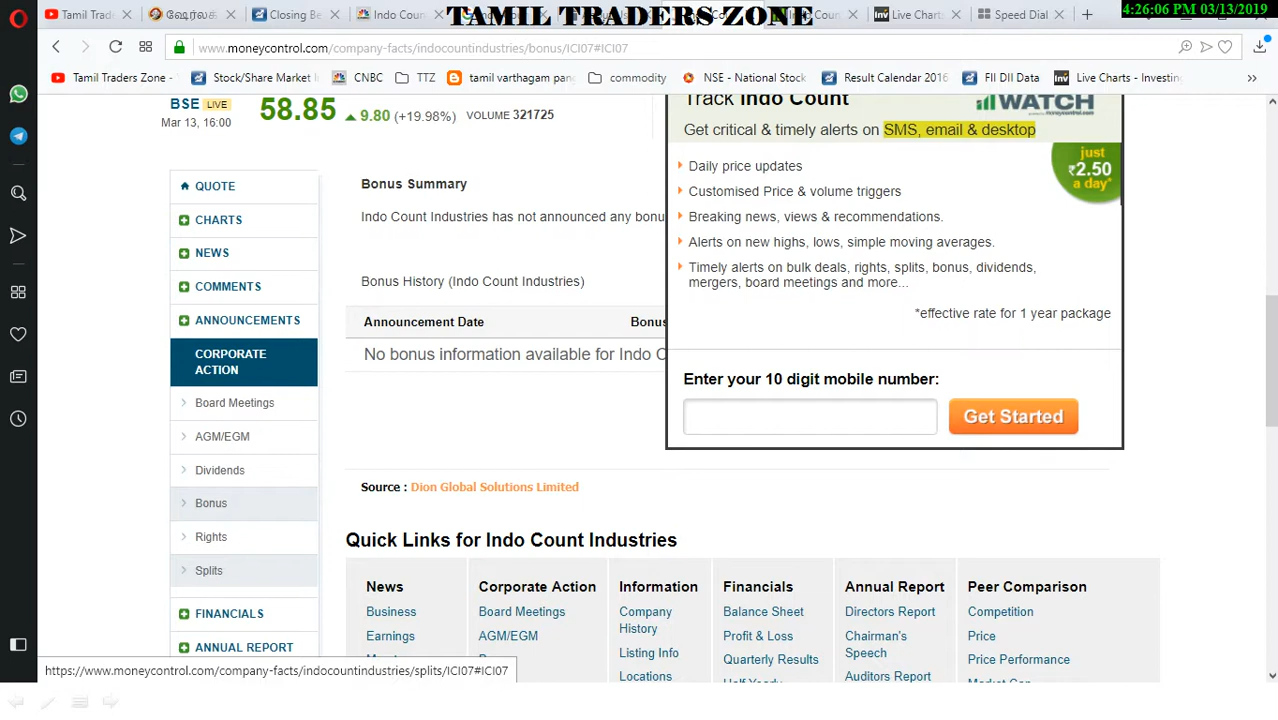 TAMIL TRADERS ZONE
4:26:06 PM 03/13/2019
Tamil Trad
Closing Be
Indo Coun
Live Charts
Speed Dial
www.moneycontrol.com/company-facts/indocountindustries/bonus/ICI07#ICI07
Tamil Traders Zone -
Stock/Share Market
CNBC
TTZ
tamil varthagam pan
commodity
NSE - National Stock
Result Calendar 2016
FII DII Data
Live Charts - Investin
BSE LIVE
Mar 13, 16:00
58.85
9.80 (+19.98%)
VOLUME 321725
QUOTE
CHARTS
NEWS
COMMENTS
ANNOUNCEMENTS
CORPORATE
ACTION
Board Meetings
AGM/EGM
Dividends
Bonus
Rights
Splits
FINANCIALS
ANNUAL REPORT
Bonus Summary
Indo Count Industries has not announced any bonu
Bonus History (Indo Count Industries)
Announcement Date
Bonus
No bonus information available for Indo C
Track Indo Count
WATCH
Get critical & timely alerts on SMS, email & desktop
just
₹2.50
a day*
Daily price updates
Customised Price & volume triggers
Breaking news, views & recommendations.
Alerts on new highs, lows, simple moving averages.
Timely alerts on bulk deals, rights, splits, bonus, dividends,
mergers, board meetings and more...
*effective rate for 1 year package
Enter your 10 digit mobile number:
Get Started
Source : Dion Global Solutions Limited
Quick Links for Indo Count Industries
News
Business
Earnings
Corporate Action
Board Meetings
AGM/EGM
Information
Company
History
Listing Info
Locations
Financials
Balance Sheet
Profit & Loss
Quarterly Results
Half Yearly
Annual Report
Directors Report
Chairman's
Speech
Auditors Report
Peer Comparison
Competition
Price
Price Performance
Market Cap
https://www.moneycontrol.com/company-facts/indocountindustries/splits/ICI07#ICI07